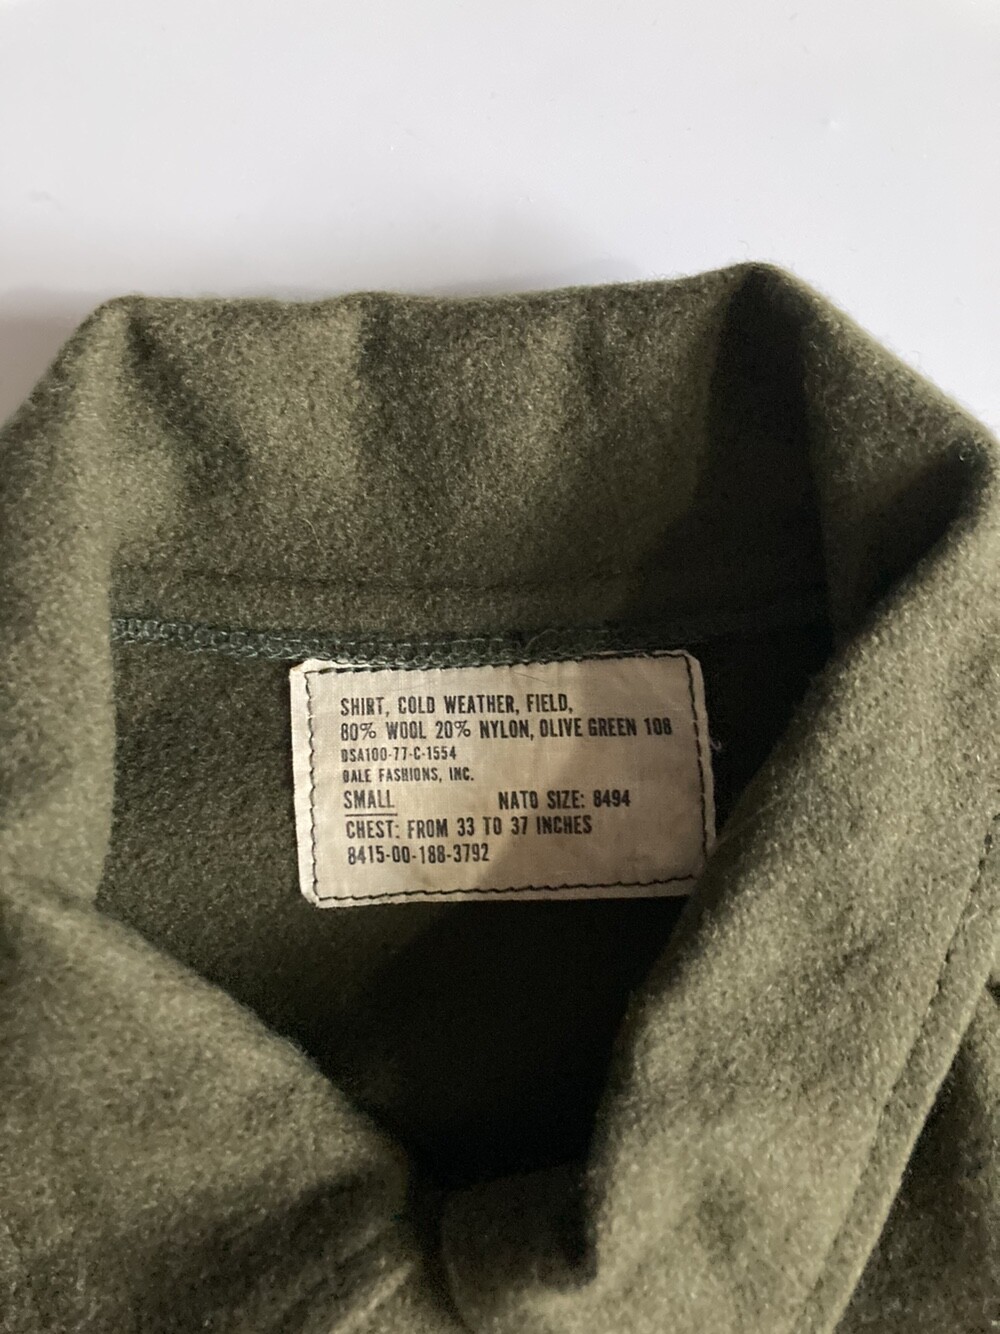 SHIRT, COLD WEATHER, FIELD,
80% WOOL 20% NYLON, OLIVE GREEN 108
DSA100-77-C-1554
DALE FASHIONS, INC.
SMALL NATO SIZE: 8494
CHEST: FROM 33 TO 37 INCHES
8415-00-188-3792